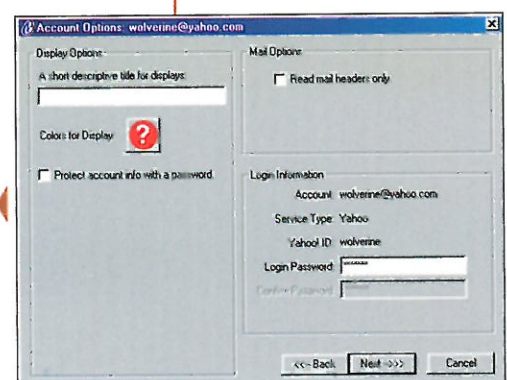 Account Options: wolverine@yahoo.com
Display Options
A short descriptive title for displays:
Colors for Display
?
Protect account info with a password.
Mail Options
Read mail headers only
Login Information
Account: wolverine@yahoo.com
Service Type: Yahoo
Yahoo! ID: wolverine
Login Password
Confirm Password
<<- Back
Next ->>
Cancel